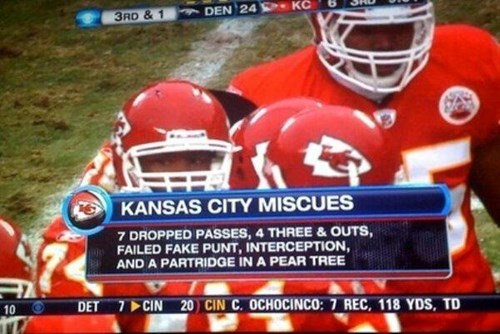 3RD & 1 DEN 24 KC 6 3RD
KANSAS CITY MISCUES
7 DROPPED PASSES, 4 THREE & OUTS,
FAILED FAKE PUNT, INTERCEPTION,
AND A PARTRIDGE IN A PEAR TREE
10 DET 7 CIN 20 CIN C. OCHOCINCO: 7 REC, 118 YDS, TD